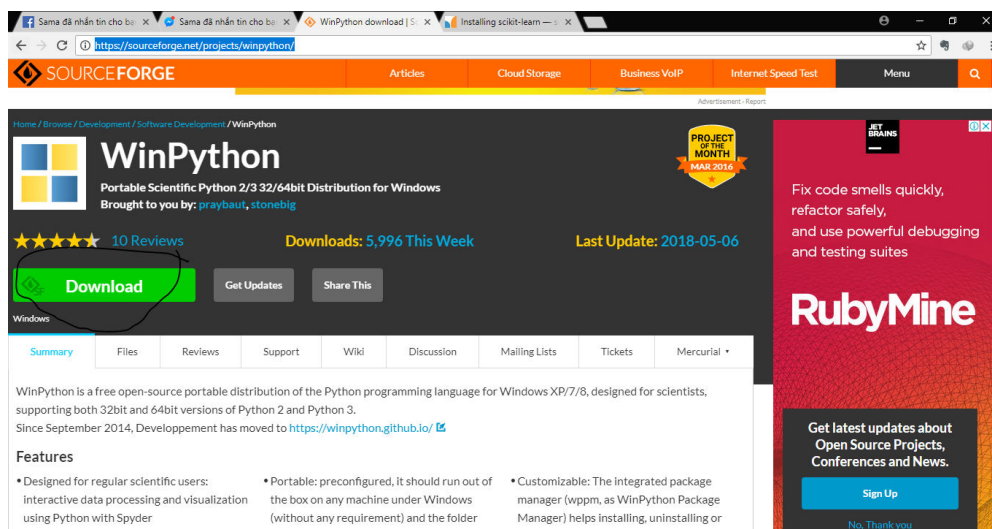 Sama đã nhắn tin cho bạ
Sama đã nhắn tin cho bạ
WinPython download | So
Installing scikit-learn — s
https://sourceforge.net/projects/winpython/
SOURCEFORGE
Articles
Cloud Storage
Business VoIP
Internet Speed Test
Menu
Advertisement - Report
Home / Browse / Development / Software Development / WinPython
WinPython
Portable Scientific Python 2/3 32/64bit Distribution for Windows
Brought to you by: praybaut, stonebig
PROJECT
OF THE
MONTH
MAR 2016
10 Reviews
Downloads: 5,996 This Week
Last Update: 2018-05-06
Download
Get Updates
Share This
Windows
Summary
Files
Reviews
Support
Wiki
Discussion
Mailing Lists
Tickets
Mercurial
WinPython is a free open-source portable distribution of the Python programming language for Windows XP/7/8, designed for scientists,
supporting both 32bit and 64bit versions of Python 2 and Python 3.
Since September 2014, Developpement has moved to https://winpython.github.io/
Features
• Designed for regular scientific users:
interactive data processing and visualization
using Python with Spyder
• Portable: preconfigured, it should run out of
the box on any machine under Windows
(without any requirement) and the folder
• Customizable: The integrated package
manager (wppm, as WinPython Package
Manager) helps installing, uninstalling or
JET
BRAINS
Fix code smells quickly,
refactor safely,
and use powerful debugging
and testing suites
RubyMine
Get latest updates about
Open Source Projects,
Conferences and News.
Sign Up
No, Thank you